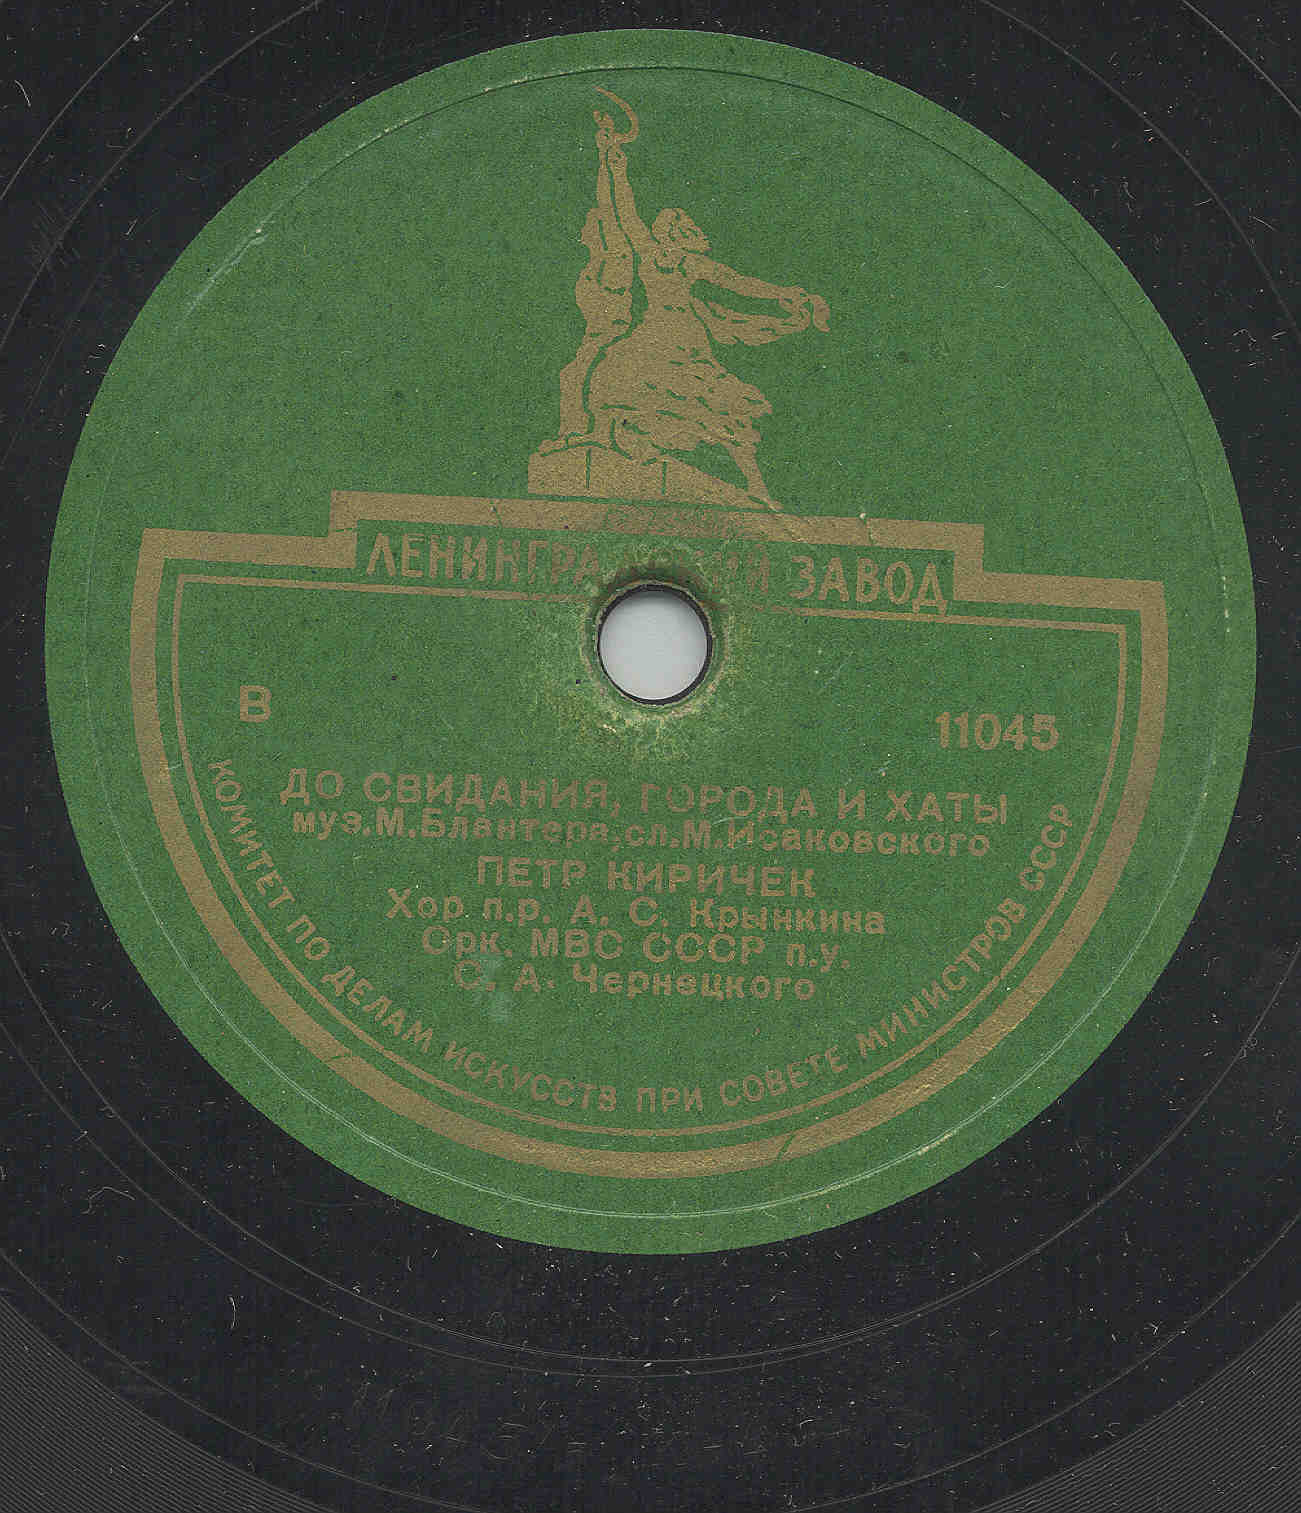 ЛЕНИНГРАДСКИЙ ЗАВОД
В
11045
ДО СВИДАНИЯ, ГОРОДА И ХАТЫ
муз.М.Блантера,сл.М.Исаковского
ПЕТР КИРИЧЕК
Хор п.р. А. С. Крынкина
Орк. МВС СССР п.у.
С. А. Чернецкого
КОМИТЕТ ПО ДЕЛАМ ИСКУССТВ ПРИ СОВЕТЕ МИНИСТРОВ СССР